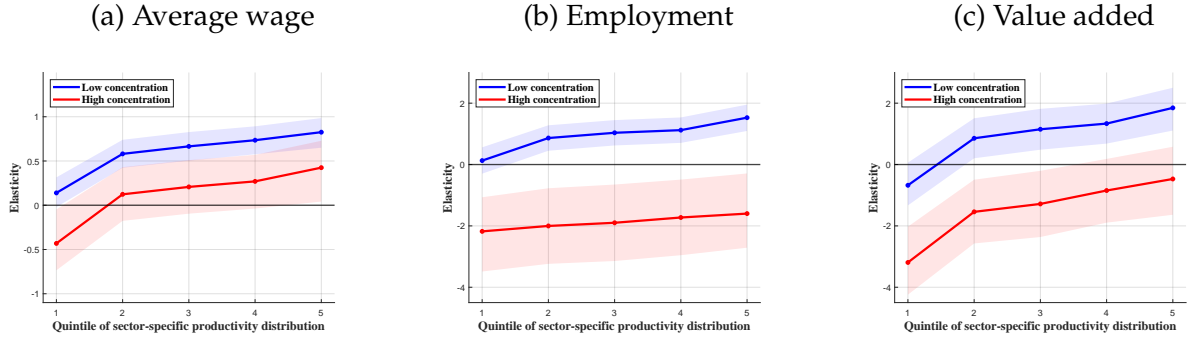 (a) Average wage
Low concentration
High concentration
1
0.5
0
-0.5
-1
Elasticity
1 2 3 4 5
Quintile of sector-specific productivity distribution
(b) Employment
Low concentration
High concentration
2
0
-2
-4
Elasticity
1 2 3 4 5
Quintile of sector-specific productivity distribution
(c) Value added
Low concentration
High concentration
2
0
-2
-4
Elasticity
1 2 3 4 5
Quintile of sector-specific productivity distribution